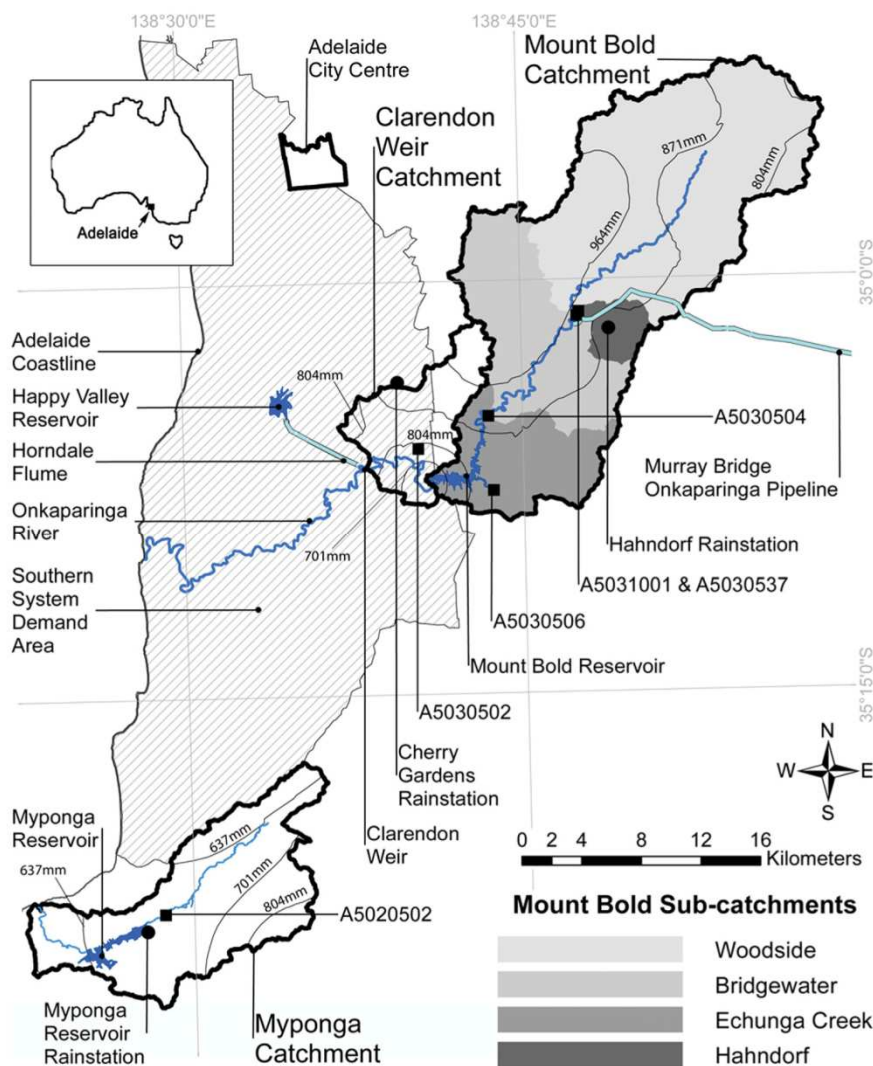 138°30'0"E
138°45'0"E
Adelaide
City Centre
Mount Bold
Catchment
Clarendon
Weir
Catchment
871mm
804mm
964mm
Adelaide
35°0'0"S
Adelaide
Coastline
804mm
Happy Valley
Reservoir
804mm
A5030504
Horndale
Flume
Murray Bridge
Onkaparinga Pipeline
Onkaparinga
River
701mm
Hahndorf Rainstation
A5031001 & A5030537
Southern
System
Demand
Area
A5030506
Mount Bold Reservoir
35°15'0"S
A5030502
Cherry
Gardens
Rainstation
N
W
E
S
Myponga
Reservoir
Clarendon
Weir
637mm
637mm
701mm
804mm
0 2 4 8 12 16
Kilometers
A5020502
Myponga
Reservoir
Rainstation
Myponga
Catchment
Mount Bold Sub-catchments
Woodside
Bridgewater
Echunga Creek
Hahndorf